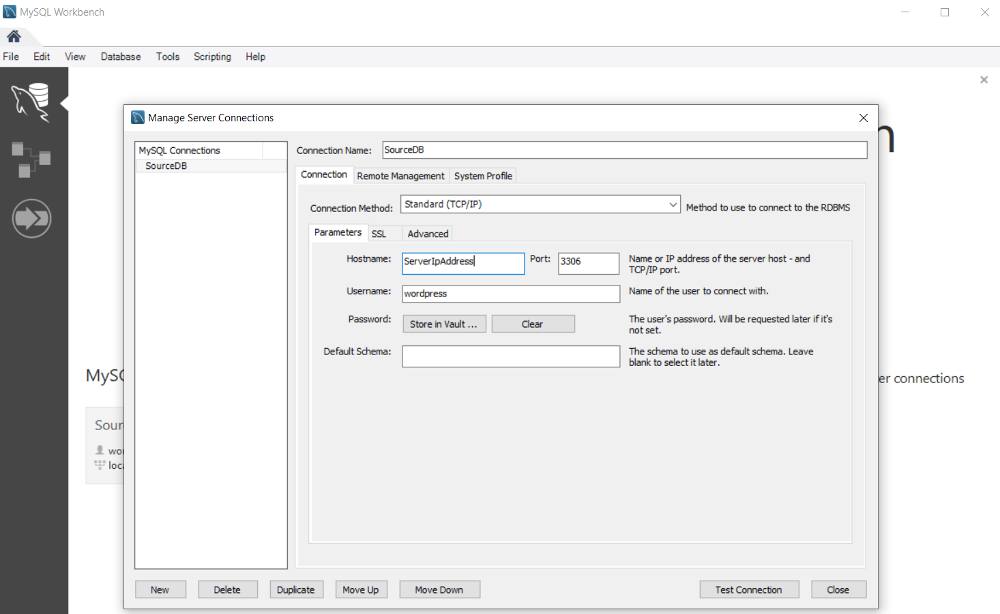 MySQL Workbench
File Edit View Database Tools Scripting Help
Manage Server Connections
MySQL Connections
SourceDB
Connection Name: SourceDB
Connection Remote Management System Profile
Connection Method: Standard (TCP/IP) Method to use to connect to the RDBMS
Parameters SSL Advanced
Hostname: ServerIpAddress Port: 3306 Name or IP address of the server host - and
TCP/IP port.
Username: wordpress Name of the user to connect with.
Password: Store in Vault ... Clear The user's password. Will be requested later if it's
not set.
Default Schema: The schema to use as default schema. Leave
blank to select it later.
New Delete Duplicate Move Up Move Down Test Connection Close
MySQ
er connections
Sour
wor
loca
n